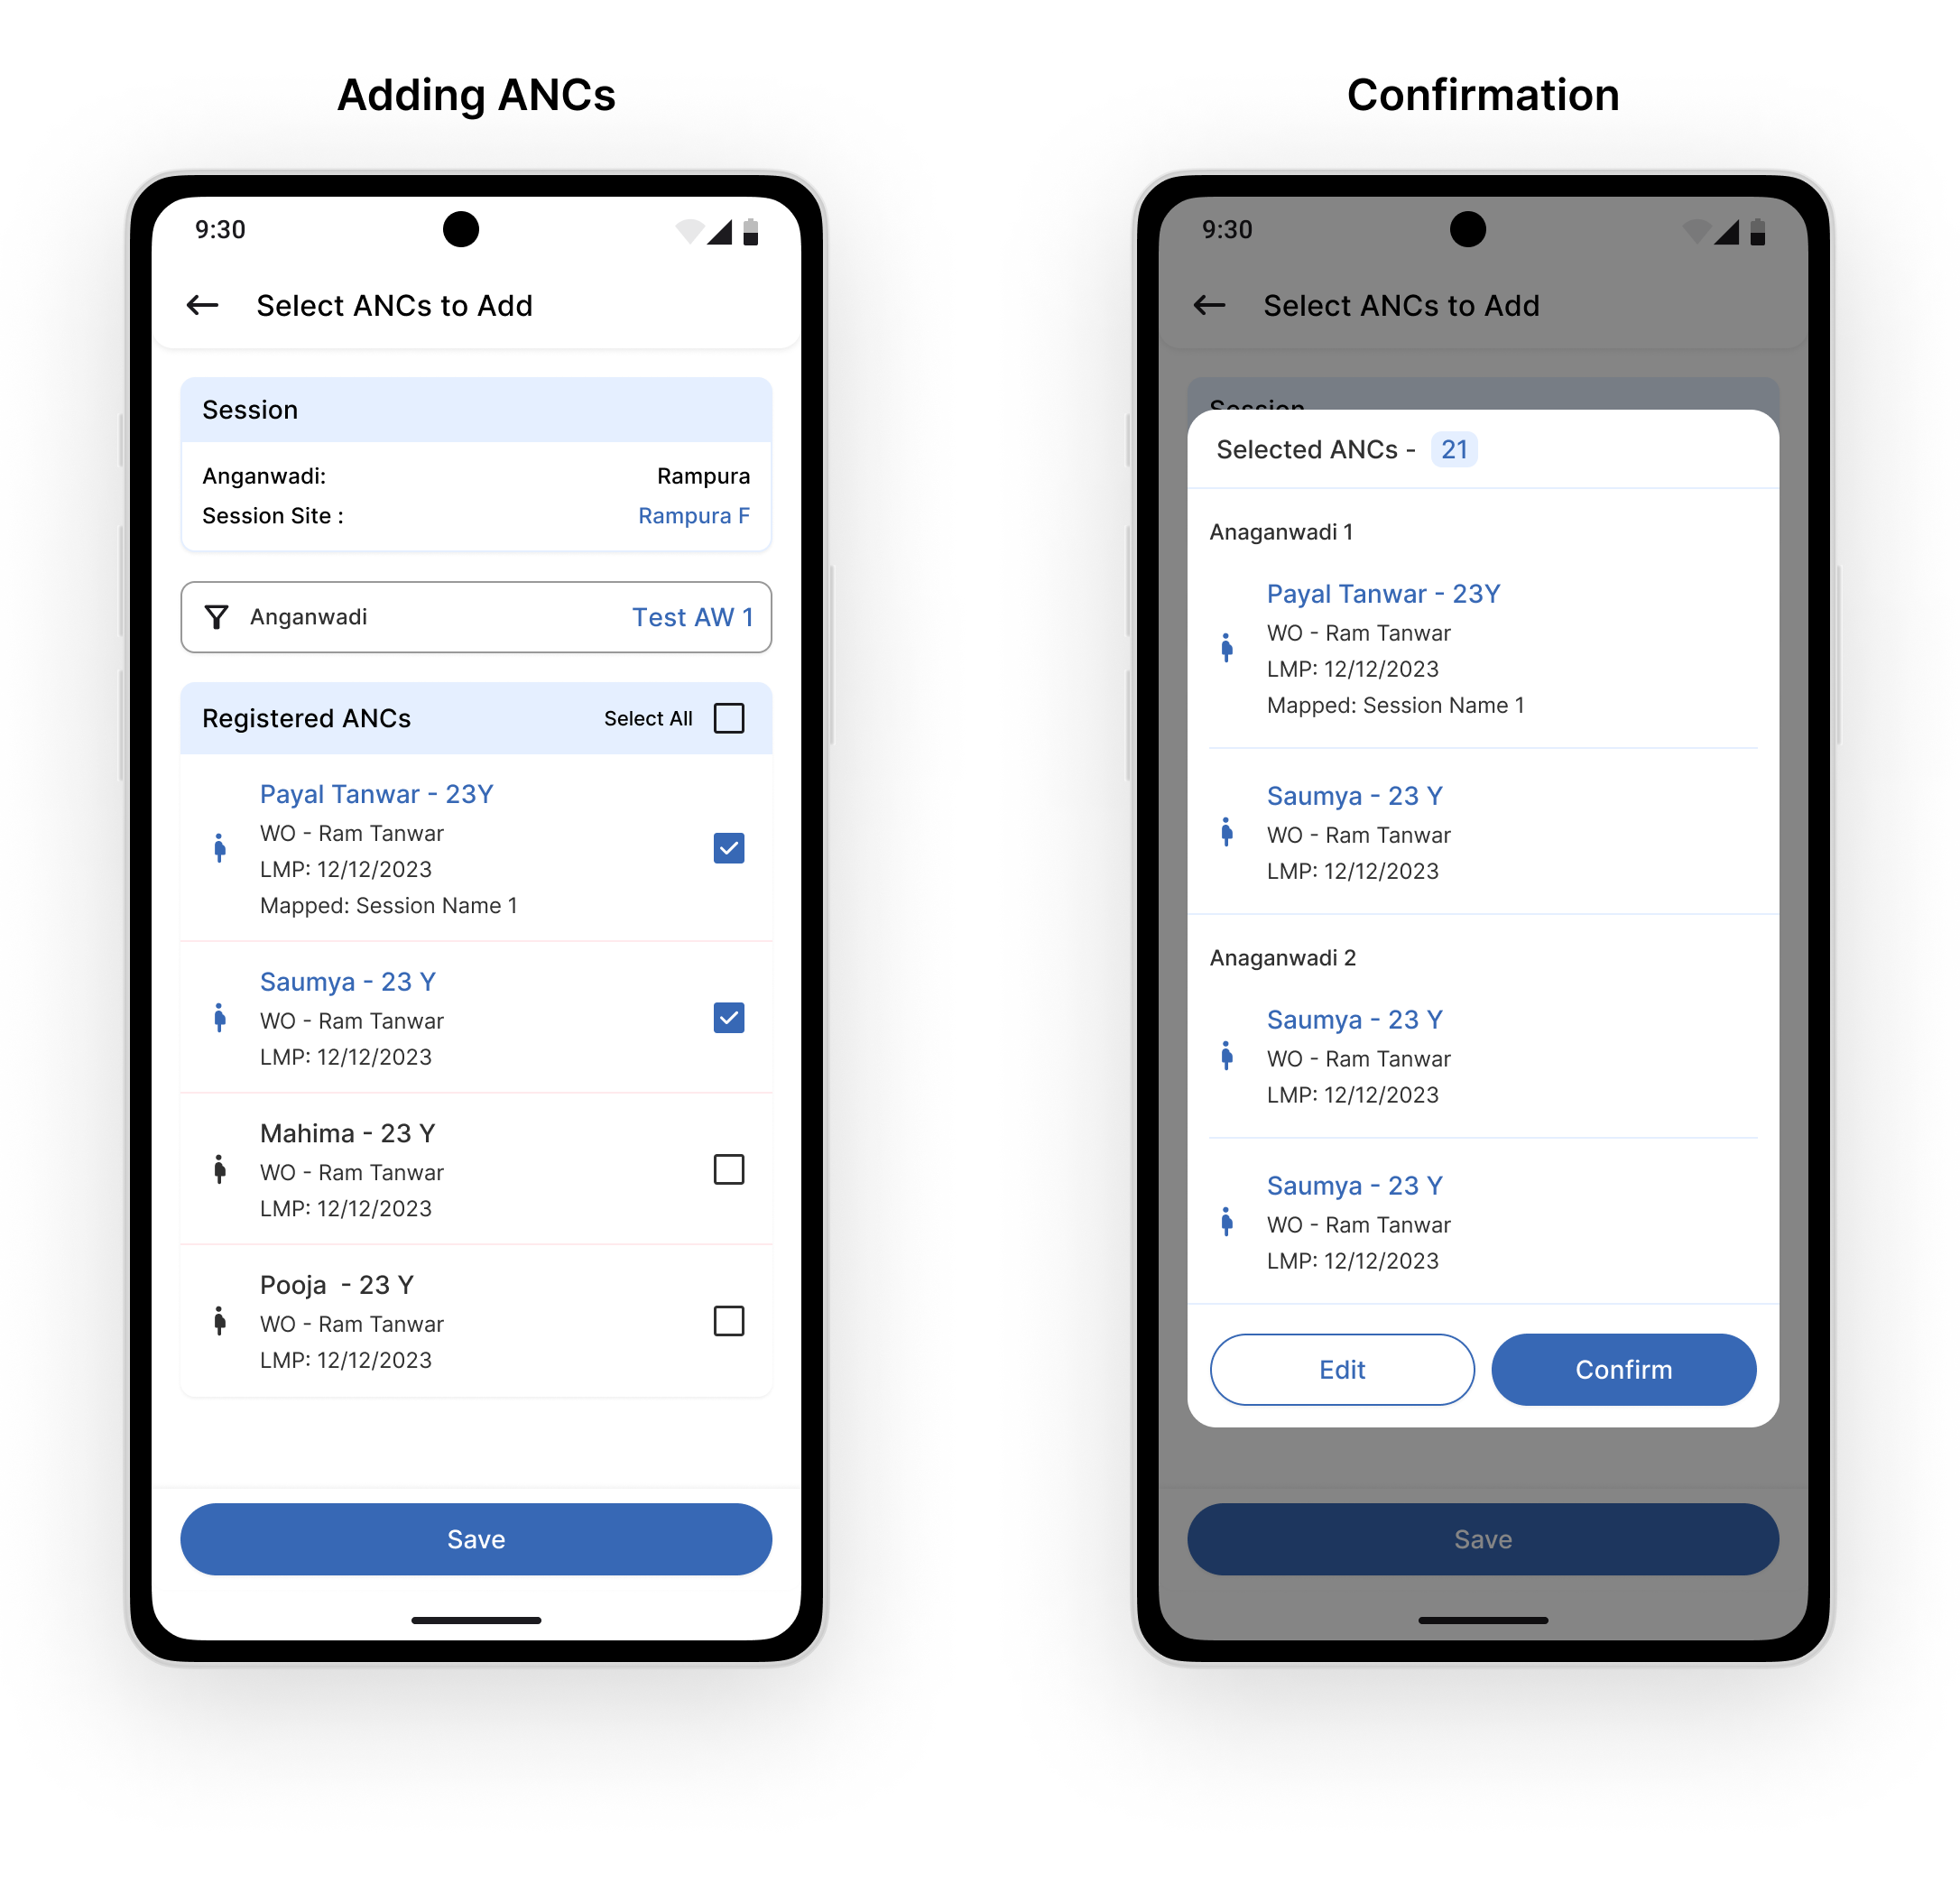 Adding ANCs
9:30
Select ANCs to Add
Session
Anganwadi: Rampura
Session Site : Rampura F
Anganwadi Test AW 1
Registered ANCs Select All
Payal Tanwar - 23Y
WO - Ram Tanwar
LMP: 12/12/2023
Mapped: Session Name 1
Saumya - 23 Y
WO - Ram Tanwar
LMP: 12/12/2023
Mahima - 23 Y
WO - Ram Tanwar
LMP: 12/12/2023
Pooja - 23 Y
WO - Ram Tanwar
LMP: 12/12/2023
Save
Confirmation
9:30
Select ANCs to Add
Session
Selected ANCs - 21
Anaganwadi 1
Payal Tanwar - 23Y
WO - Ram Tanwar
LMP: 12/12/2023
Mapped: Session Name 1
Saumya - 23 Y
WO - Ram Tanwar
LMP: 12/12/2023
Anaganwadi 2
Saumya - 23 Y
WO - Ram Tanwar
LMP: 12/12/2023
Saumya - 23 Y
WO - Ram Tanwar
LMP: 12/12/2023
Edit Confirm
Save